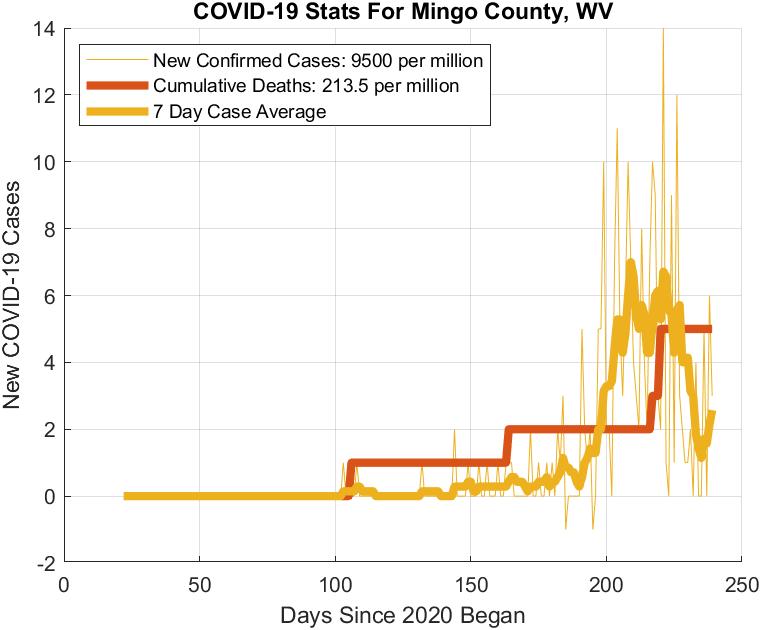 COVID-19 Stats For Mingo County, WV
New Confirmed Cases: 9500 per million
Cumulative Deaths: 213.5 per million
7 Day Case Average
New COVID-19 Cases
14
12
10
8
6
4
2
0
-2
0 50 100 150 200 250
Days Since 2020 Began